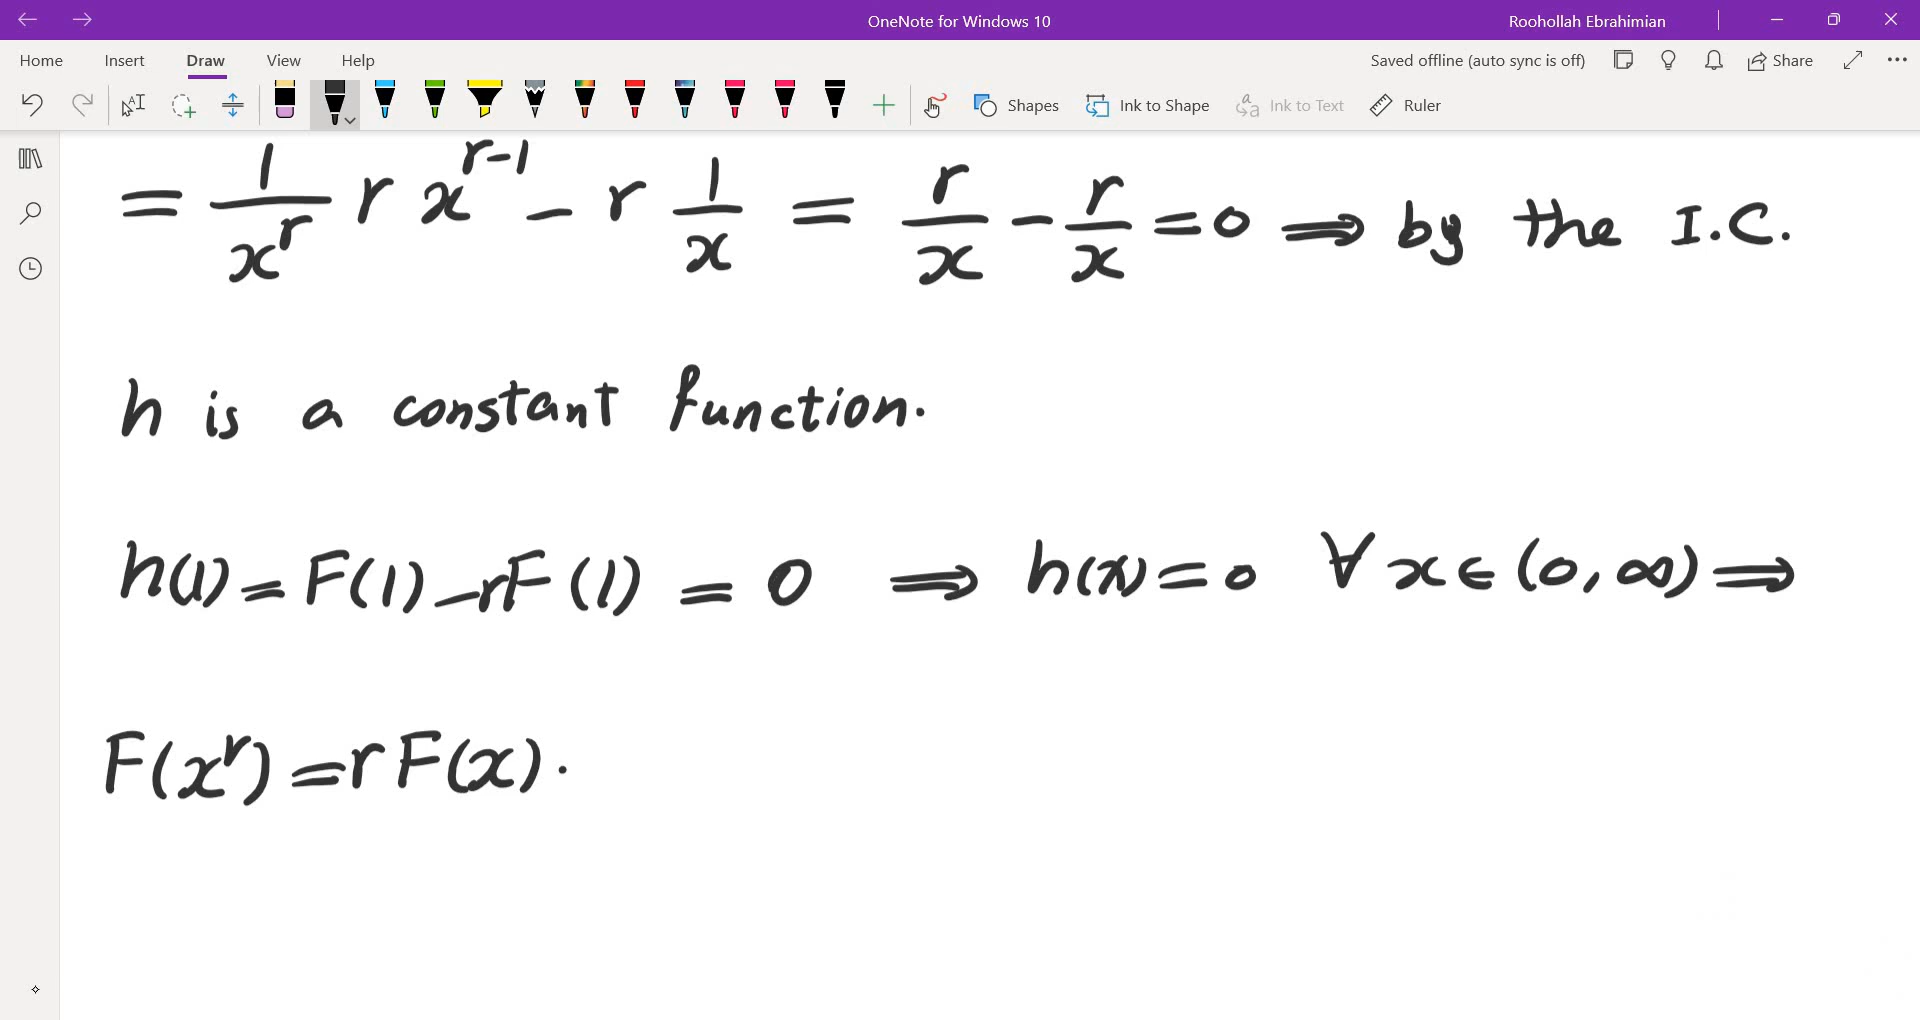 OneNote for Windows 10
Roohollah Ebrahimian
Home Insert Draw View Help
Saved offline (auto sync is off) Share
Shapes Ink to Shape Ink to Text Ruler
= 1/x^r r x^(r-1) - r 1/x = r/x - r/x = 0 ⟹ by the I.C.
h is a constant function.
h(1) = F(1) - rF(1) = 0 ⟹ h(x) = 0 ∀ x ∈ (0, ∞) ⟹
F(x^r) = r F(x).